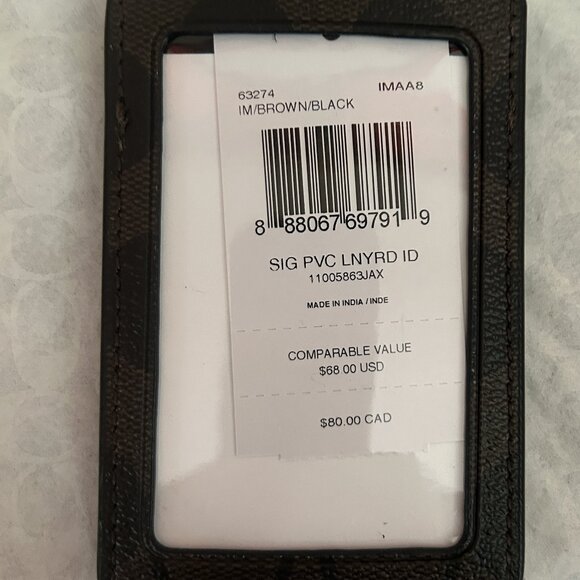 63274 IMAA8
IM/BROWN/BLACK
8 88067 69791 9
SIG PVC LNYRD ID
11005863JAX
MADE IN INDIA / INDE
COMPARABLE VALUE
$68.00 USD
$80.00 CAD